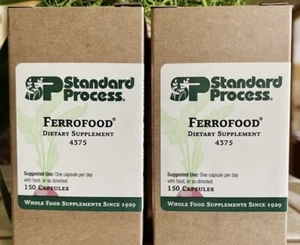 SP Standard
Process®
FERROFOOD®
DIETARY SUPPLEMENT
4375
Suggested Use: One capsule per day
with food, or as directed.
150 CAPSULES
WHOLE FOOD SUPPLEMENTS SINCE 1929
SP Standard
Process®
FERROFOOD®
DIETARY SUPPLEMENT
4375
Suggested Use: One capsule per day
with food, or as directed.
150 CAPSULES
WHOLE FOOD SUPPLEMENTS SINCE 1929